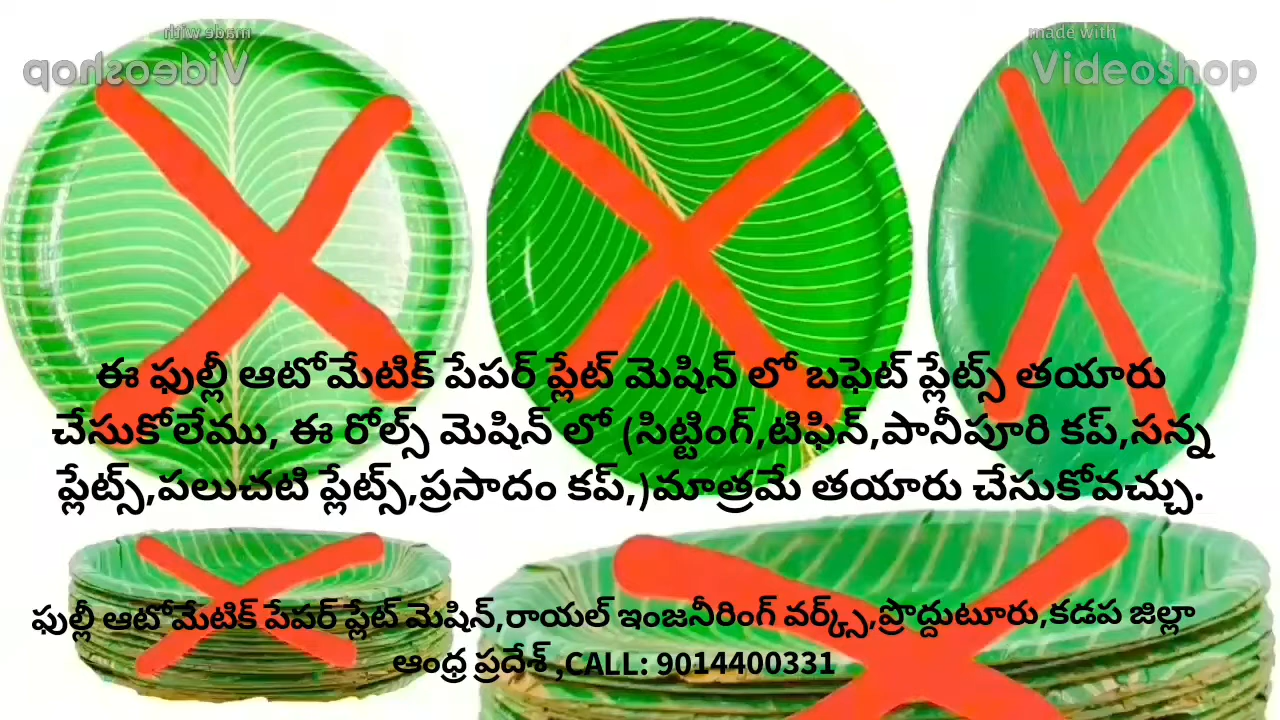 made with
Videoshop
made with
Videoshop
ఈ ఫుల్లీ ఆటోమేటిక్ పేపర్ ప్లేట్ మెషిన్ లో బఫెట్ ప్లేట్స్ తయారు
చేసుకోలేము, ఈ రోల్స్ మెషిన్ లో (సిట్టింగ్,టిఫిన్,పానీపూరి కప్,సన్న
ప్లేట్స్,పలుచటి ప్లేట్స్,ప్రసాదం కప్,)మాత్రమే తయారు చేసుకోవచ్చు.
ఫుల్లీ ఆటోమేటిక్ పేపర్ ప్లేట్ మెషిన్,రాయల్ ఇంజనీరింగ్ వర్క్స్,ప్రొద్దుటూరు,కడప జిల్లా
ఆంధ్ర ప్రదేశ్ ,CALL: 9014400331